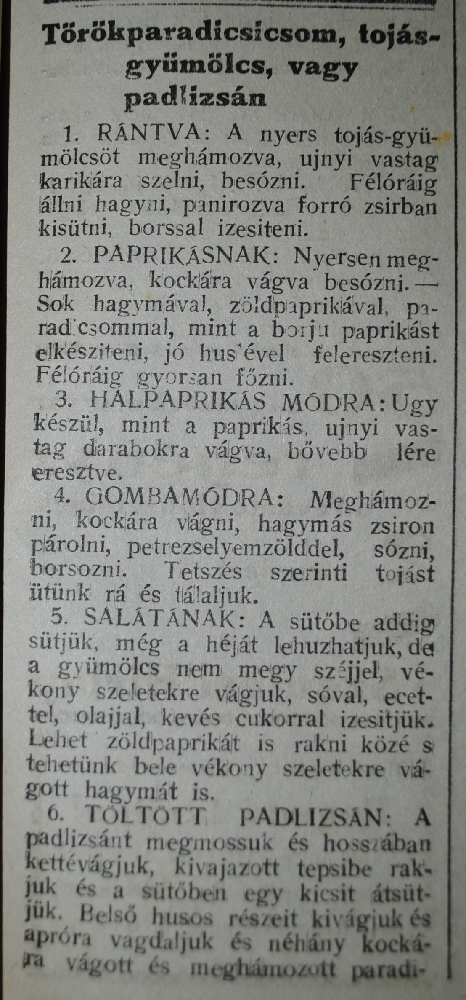 Törökparadicsicsom, tojás-
gyümölcs, vagy
padlizsán
1. RÁNTVA: A nyers tojás-gyü-
mölcsöt meghámozva, ujnyi vastag
karikára szelni, besózni. Félóráig
állni hagyni, panirozva forró zsirban
kisütni, borssal izesiteni.
2. PAPRIKÁSNAK: Nyersen meg-
hámozva, kockára vágva besózni. —
Sok hagymával, zöldpaprikával, pa-
radicsommal, mint a borju paprikást
elkésziteni, jó huslével felereszteni.
Félóráig gyorsan főzni.
3. HALPAPRIKÁS MÓDRA: Ugy
készül, mint a paprikás, ujnyi vas-
tag darabokra vágva, bővebb lére
eresztve.
4. GOMBAMÓDRA: Meghámoz-
ni, kockára vágni, hagymás zsiron
párolni, petrezselyemzölddel, sózni,
borsozni. Tetszés szerinti tojást
ütünk rá és tálaljuk.
5. SALÁTÁNAK: A sütőbe addig
sütjük, még a héját lehuzhatjuk, de
a gyümölcs nem megy széjjel, vé-
kony szeletekre vágjuk, sóval, ecet-
tel, olajjal, kevés cukorral izesitjük.
Lehet zöldpaprikát is rakni közé s
tehetünk bele vékony szeletekre vá-
gott hagymát is.
6. TÖLTÖTT PADLIZSÁN: A
padlizsánt megmossuk és hosszában
kettévágjuk, kivajazott tepsibe rak-
juk és a sütőben egy kicsit átsüt-
jük. Belső husos részeit kivágjuk és
apróra vagdaljuk és néhány kocká-
ra vágott és meghámozott paradi-